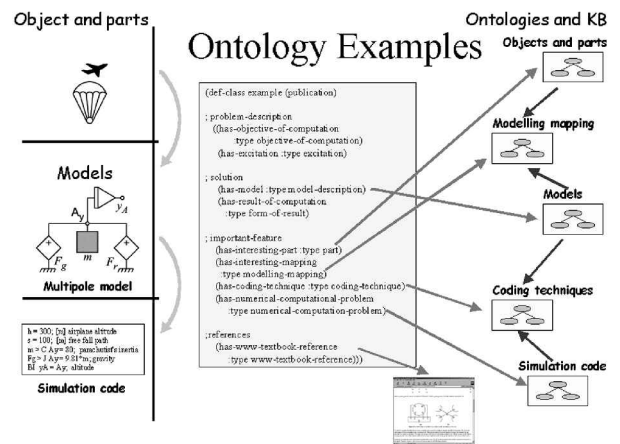 Object and parts
Ontologies and KB
Ontology Examples
Objects and parts
(def-class example (publication)
; problem-description
((has-objective-of-computation
:type objective-of-computation)
(has-excitation :type excitation)
; solution
(has-model :type model-description)
(has-result-of-computation
:type form-of-result)
; important-feature
(has-interesting-part :type part)
(has-interesting-mapping
:type modelling-mapping)
(has-coding-technique :type coding-technique)
(has-numerical-computational-problem
:type numerical-computation-problem)
;references
(has-www-textbook-reference
:type www-textbook-reference)))
Modelling mapping
Models
Coding techniques
Simulation code
Models
yA
Ay
Fg
m
Fr
Multipole model
h = 300; [m] airplane altitude
s = 100; [m] free fall path
m > C Ay= 80; parachutist's inertia
Fg > J Ay= 9.81*m; gravity
Bl yA = Ay; altitude
Simulation code